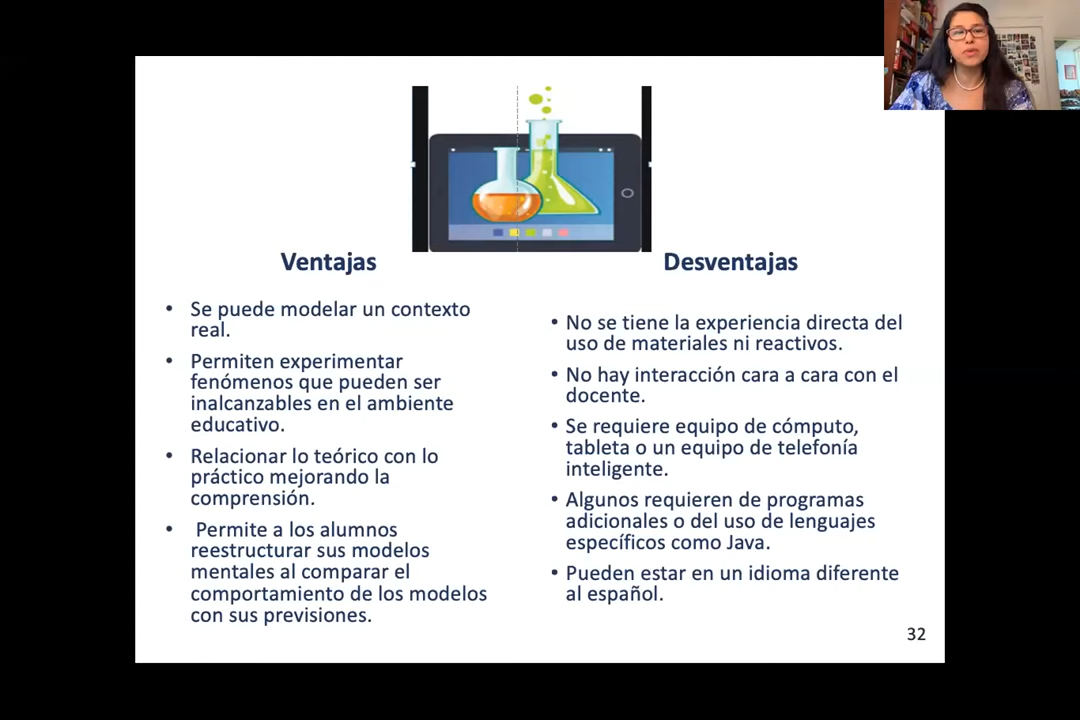 Ventajas
• Se puede modelar un contexto
real.
• Permiten experimentar
fenómenos que pueden ser
inalcanzables en el ambiente
educativo.
• Relacionar lo teórico con lo
práctico mejorando la
comprensión.
• Permite a los alumnos
reestructurar sus modelos
mentales al comparar el
comportamiento de los modelos
con sus previsiones.
Desventajas
• No se tiene la experiencia directa del
uso de materiales ni reactivos.
• No hay interacción cara a cara con el
docente.
• Se requiere equipo de cómputo,
tableta o un equipo de telefonía
inteligente.
• Algunos requieren de programas
adicionales o del uso de lenguajes
específicos como Java.
• Pueden estar en un idioma diferente
al español.
32